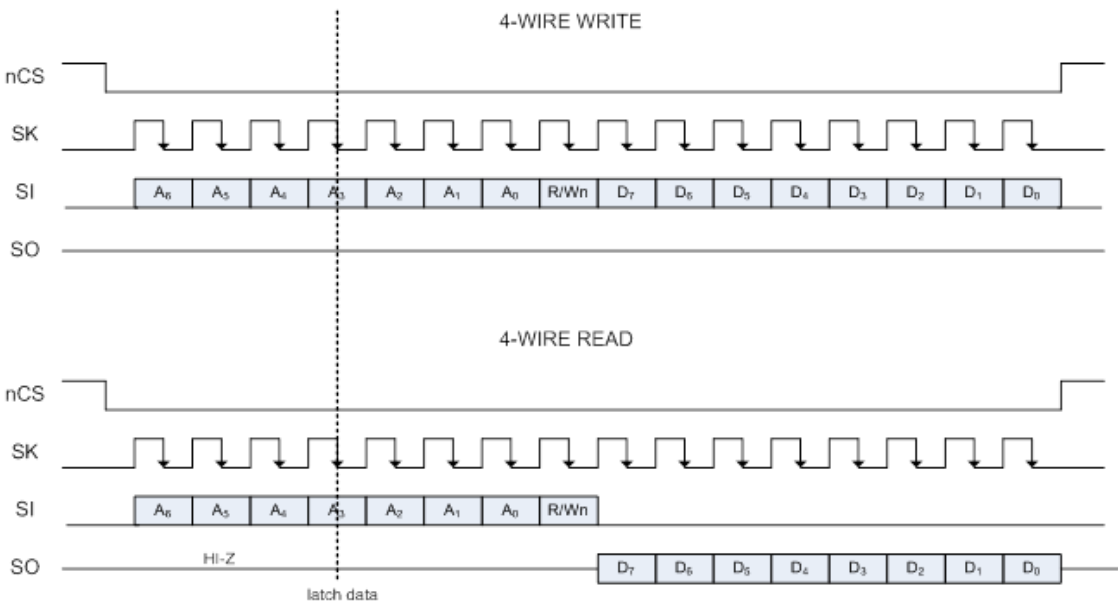 4-WIRE WRITE
nCS
SK
SI A₆ A₅ A₄ A₃ A₂ A₁ A₀ R/Wn D₇ D₆ D₅ D₄ D₃ D₂ D₁ D₀
SO
4-WIRE READ
nCS
SK
SI A₆ A₅ A₄ A₃ A₂ A₁ A₀ R/Wn
SO HI-Z D₇ D₆ D₅ D₄ D₃ D₂ D₁ D₀
latch data